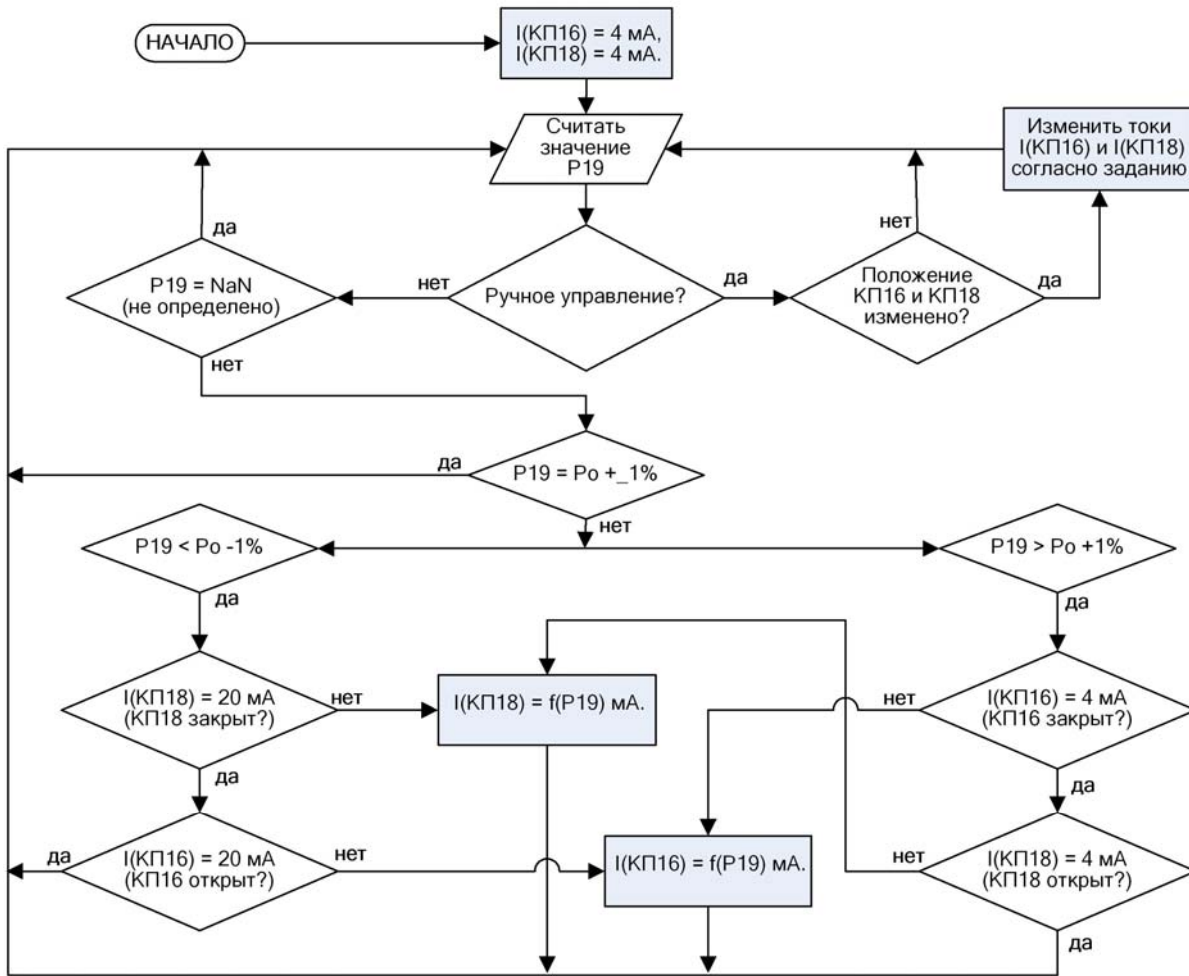 НАЧАЛО
I(КП16) = 4 мА,
I(КП18) = 4 мА.
Считать
значение
P19
Изменить токи
I(КП16) и I(КП18)
согласно заданию
да
P19 = NaN
(не определено)
нет
нет
Ручное управление?
да
нет
Положение
КП16 и КП18
изменено?
да
да
P19 = Po +_1%
нет
P19 < Po -1%
да
P19 > Po +1%
да
I(КП18) = 20 мА
(КП18 закрыт?)
нет
да
I(КП18) = f(P19) мА.
нет
I(КП16) = 4 мА
(КП16 закрыт?)
да
да
I(КП16) = 20 мА
(КП16 открыт?)
нет
I(КП16) = f(P19) мА.
нет
I(КП18) = 4 мА
(КП18 открыт?)
да